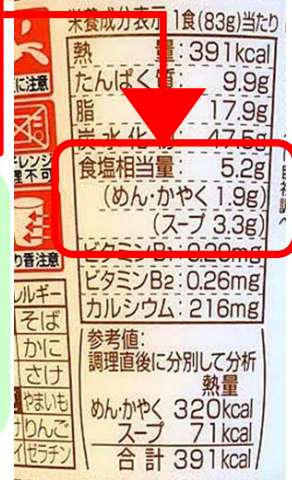 栄養成分表示 1食(83g)当たり
熱量:391kcal
たんぱく質:9.9g
脂 17.9g
炭水化物:47.5g
食塩相当量:5.2g
(めん・かやく 1.9g)
(スープ 3.3g)
ビタミンB1:0.20mg
ビタミンB2:0.26mg
カルシウム:216mg
参考値:
調理直後に分別して分析
熱量
めん・かやく 320kcal
スープ 71kcal
合計 391kcal
に注意
レンジ
理不可
り香注意
ルギー
そば
かに
さけ
やまいも
りんご
ゼラチン